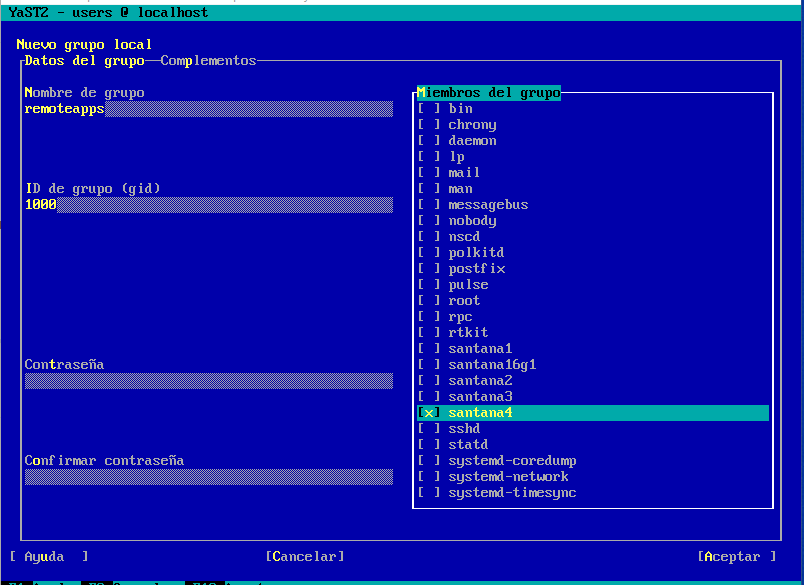 YaST2 - users @ localhost
Nuevo grupo local
Datos del grupo Complementos
Nombre de grupo
remoteapps
ID de grupo (gid)
1000
Contraseña
Confirmar contraseña
Miembros del grupo
[ ] bin
[ ] chrony
[ ] daemon
[ ] lp
[ ] mail
[ ] man
[ ] messagebus
[ ] nobody
[ ] nscd
[ ] polkitd
[ ] postfix
[ ] pulse
[ ] root
[ ] rpc
[ ] rtkit
[ ] santana1
[ ] santana16g1
[ ] santana2
[ ] santana3
[x] santana4
[ ] sshd
[ ] statd
[ ] systemd-coredump
[ ] systemd-network
[ ] systemd-timesync
[ Ayuda ] [Cancelar] [Aceptar ]